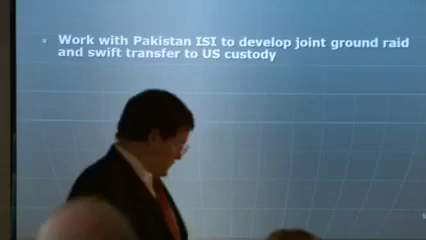 Work with Pakistan ISI to develop joint ground raid
and swift transfer to US custody